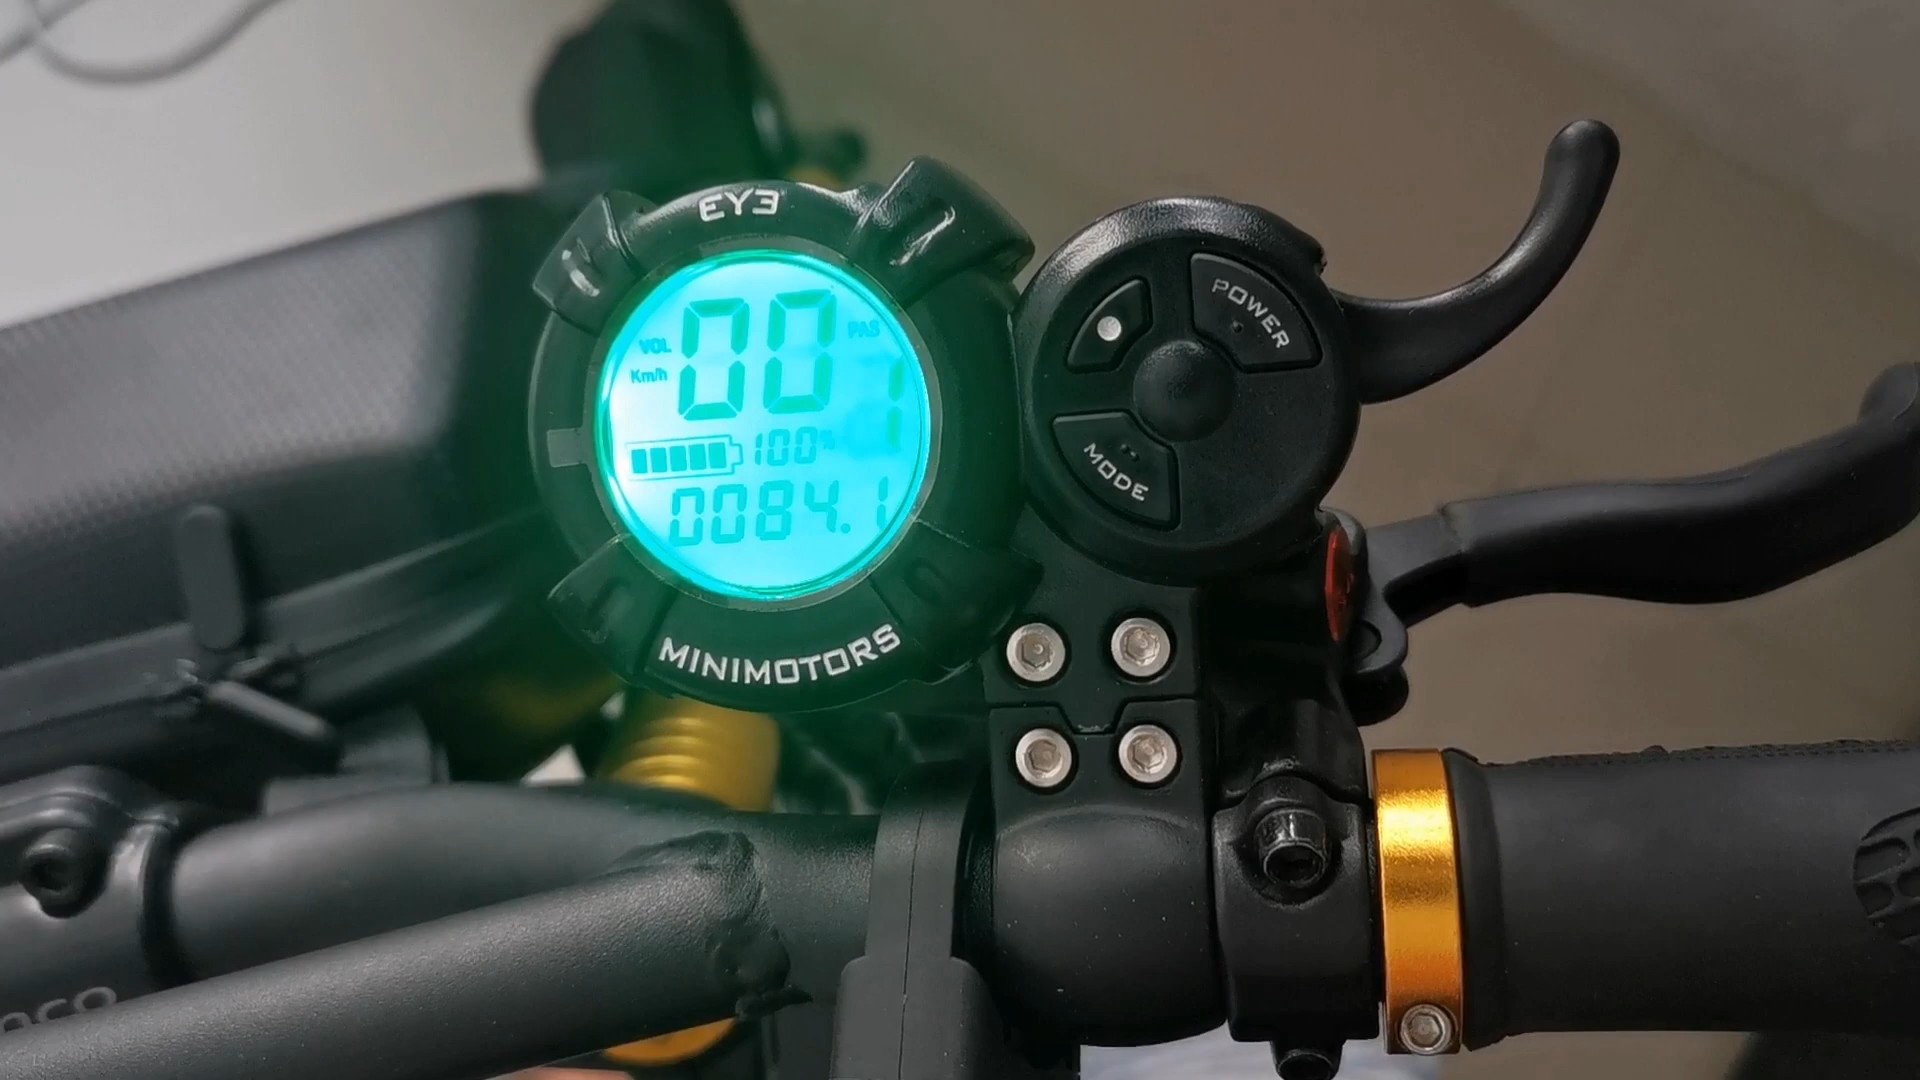 EY3
VOL
Km/h
00
PAS
1
100%
0084.1
MINIMOTORS
POWER
MODE